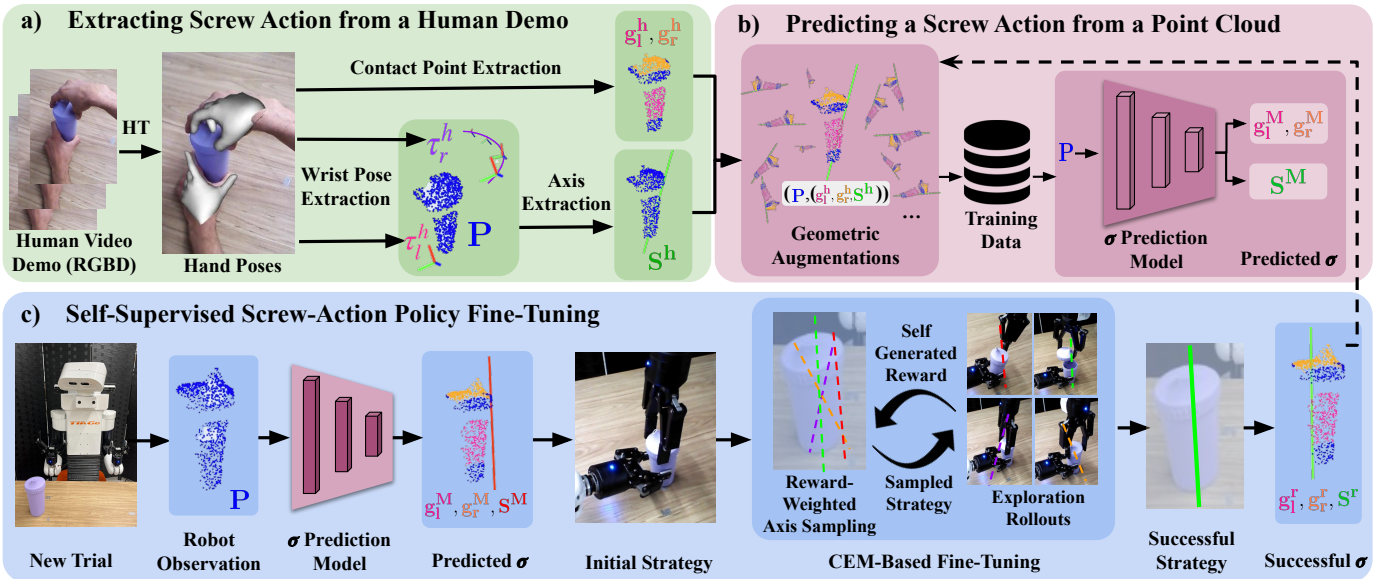 a) Extracting Screw Action from a Human Demo
HT
Human Video
Demo (RGBD)
Hand Poses
Contact Point Extraction
Wrist Pose
Extraction
τ_r^h
τ_l^h
P
Axis
Extraction
g_l^h, g_r^h
S^h
b) Predicting a Screw Action from a Point Cloud
(P,(g_l^h,g_r^h,S^h))
...
Geometric
Augmentations
Training
Data
P
σ Prediction
Model
g_l^M, g_r^M
S^M
Predicted σ
c) Self-Supervised Screw-Action Policy Fine-Tuning
TIAGo
New Trial
P
Robot
Observation
σ Prediction
Model
g_l^M, g_r^M, S^M
Predicted σ
Initial Strategy
Self
Generated
Reward
Sampled
Strategy
Reward-
Weighted
Axis Sampling
Exploration
Rollouts
CEM-Based Fine-Tuning
Successful
Strategy
g_l^r, g_r^r, S^r
Successful σ